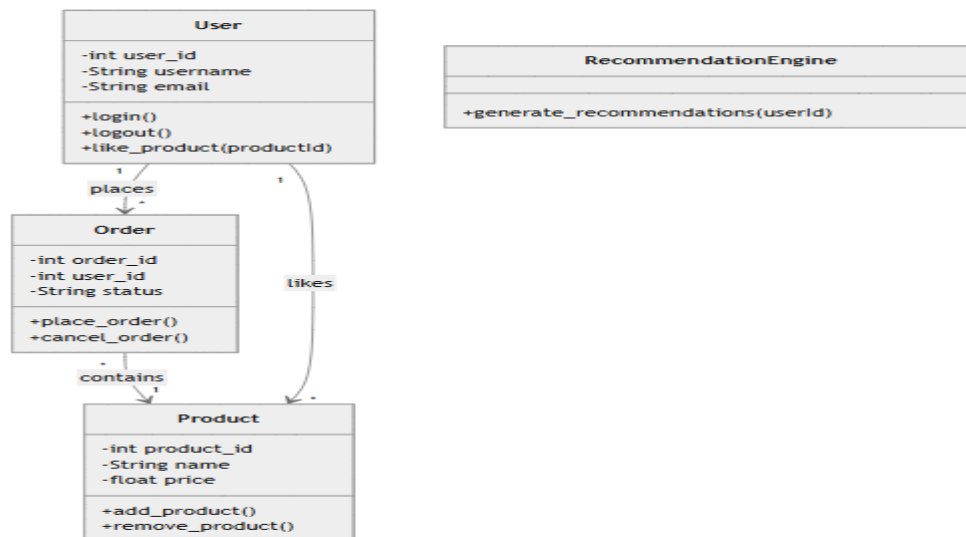 User
-int user_id
-String username
-String email
+login()
+logout()
+like_product(productId)
RecommendationEngine
+generate_recommendations(userId)
1
1
places
*
Order
-int order_id
-int user_id
-String status
+place_order()
+cancel_order()
likes
*
contains
1
*
Product
-int product_id
-String name
-float price
+add_product()
+remove_product()